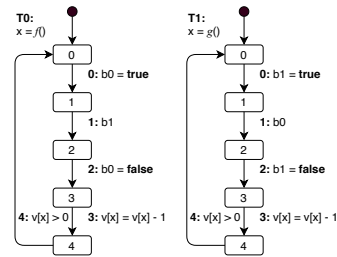 T0:
x = f()
0
0: b0 = true
1
1: b1
2
2: b0 = false
3
4: v[x] > 0
3: v[x] = v[x] - 1
4
T1:
x = g()
0
0: b1 = true
1
1: b0
2
2: b1 = false
3
4: v[x] > 0
3: v[x] = v[x] - 1
4